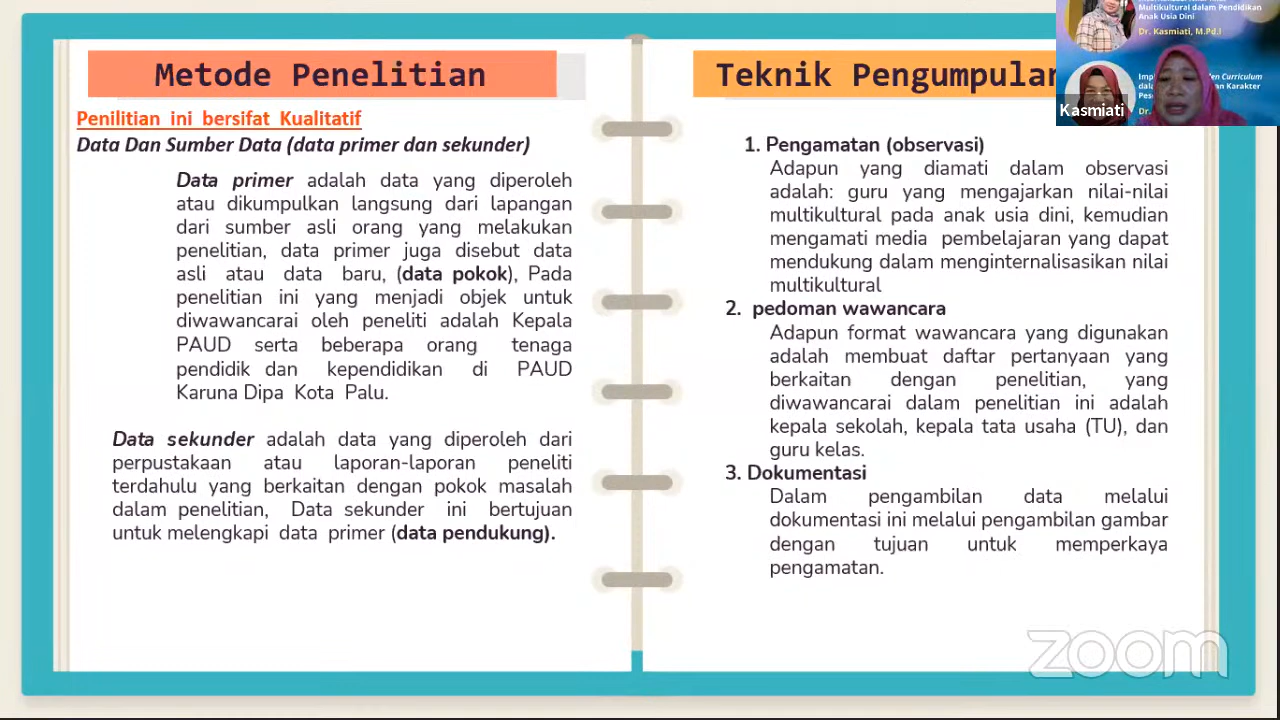 Metode Penelitian
Penilitian ini bersifat Kualitatif
Data Dan Sumber Data (data primer dan sekunder)
Data primer adalah data yang diperoleh
atau dikumpulkan langsung dari lapangan
dari sumber asli orang yang melakukan
penelitian, data primer juga disebut data
asli atau data baru, (data pokok), Pada
penelitian ini yang menjadi objek untuk
diwawancarai oleh peneliti adalah Kepala
PAUD serta beberapa orang tenaga
pendidik dan kependidikan di PAUD
Karuna Dipa Kota Palu.
Data sekunder adalah data yang diperoleh dari
perpustakaan atau laporan-laporan peneliti
terdahulu yang berkaitan dengan pokok masalah
dalam penelitian, Data sekunder ini bertujuan
untuk melengkapi data primer (data pendukung).
Teknik Pengumpulan
1. Pengamatan (observasi)
Adapun yang diamati dalam observasi
adalah: guru yang mengajarkan nilai-nilai
multikultural pada anak usia dini, kemudian
mengamati media pembelajaran yang dapat
mendukung dalam menginternalisasikan nilai
multikultural
2. pedoman wawancara
Adapun format wawancara yang digunakan
adalah membuat daftar pertanyaan yang
berkaitan dengan penelitian, yang
diwawancarai dalam penelitian ini adalah
kepala sekolah, kepala tata usaha (TU), dan
guru kelas.
3. Dokumentasi
Dalam pengambilan data melalui
dokumentasi ini melalui pengambilan gambar
dengan tujuan untuk memperkaya
pengamatan.
Multikultural dalam Pendidikan
Anak Usia Dini
Dr. Kasmiati, M.Pd.I
Curriculum
Karakter
Dr.
Kasmiati
zoom